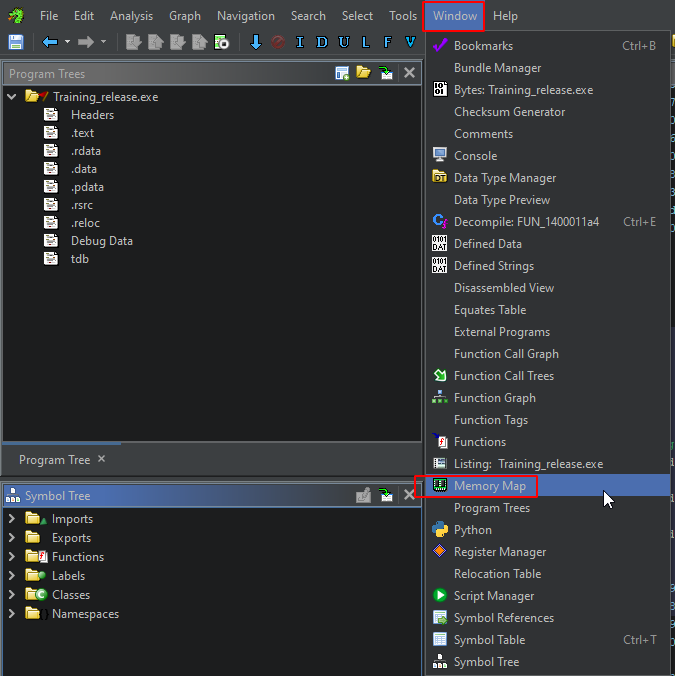 File Edit Analysis Graph Navigation Search Select Tools Window Help
I D U L F V
Program Trees
Training_release.exe
Headers
.text
.rdata
.data
.pdata
.rsrc
.reloc
Debug Data
tdb
Program Tree
Symbol Tree
Imports
Exports
Functions
Labels
Classes
Namespaces
Bookmarks Ctrl+B
Bundle Manager
Bytes: Training_release.exe
Checksum Generator
Comments
Console
Data Type Manager
Data Type Preview
Decompile: FUN_1400011a4 Ctrl+E
Defined Data
Defined Strings
Disassembled View
Equates Table
External Programs
Function Call Graph
Function Call Trees
Function Graph
Function Tags
Functions
Listing: Training_release.exe
Memory Map
Program Trees
Python
Register Manager
Relocation Table
Script Manager
Symbol References
Symbol Table Ctrl+T
Symbol Tree